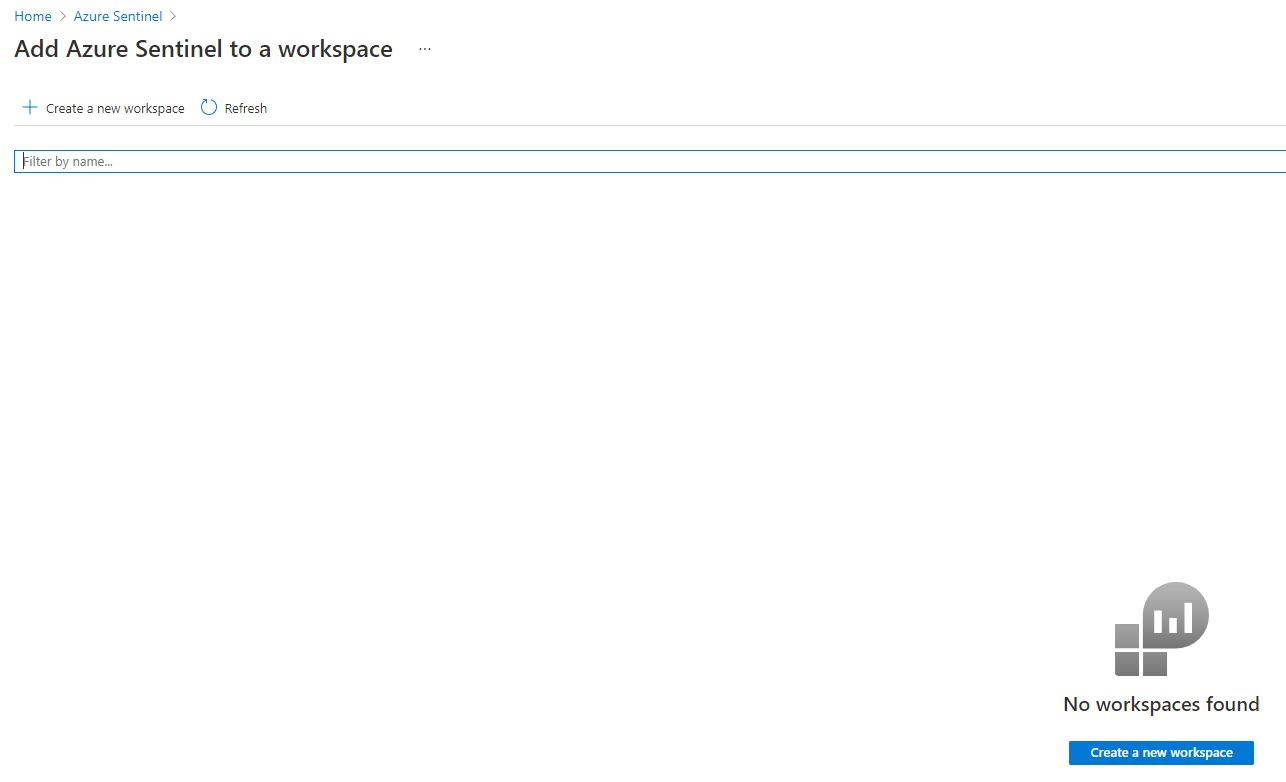 Home > Azure Sentinel >
Add Azure Sentinel to a workspace ...
+ Create a new workspace Refresh
Filter by name...
No workspaces found
Create a new workspace